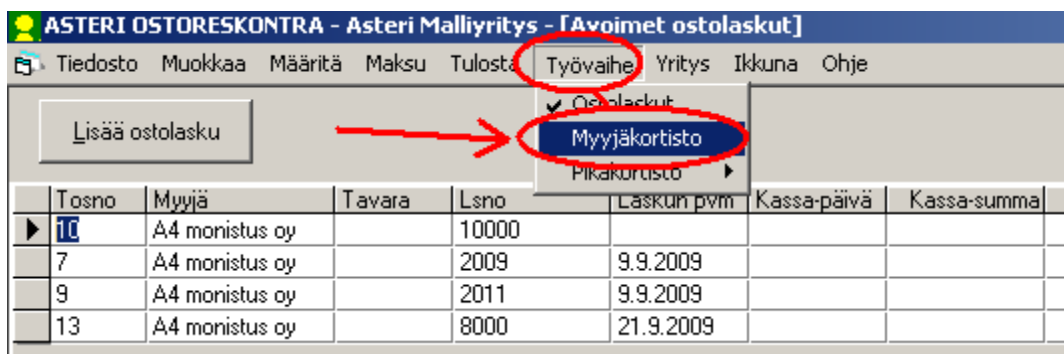 ASTERI OSTORESKONTRA - Asteri Malliyritys - [Avoimet ostolaskut]
Tiedosto Muokkaa Määritä Maksu Tulosta Työvaihe Yritys Ikkuna Ohje
Ostolaskut
Lisää ostolasku
Myyjäkortisto
Pikakortisto
Tosno Myyjä Tavara Lsno Laskun pvm Kassa-päivä Kassa-summa
10 A4 monistus oy 10000
7 A4 monistus oy 2009 9.9.2009
9 A4 monistus oy 2011 9.9.2009
13 A4 monistus oy 8000 21.9.2009